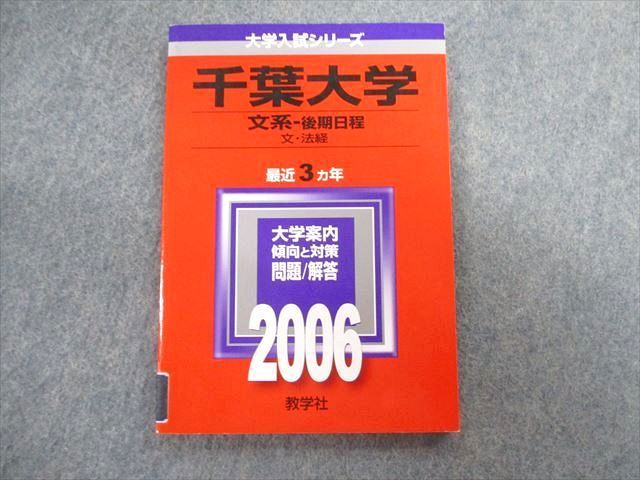 大学入試シリーズ
千葉大学
文系-後期日程
文・法経
最近3カ年
大学案内
傾向と対策
問題/解答
2006
教学社